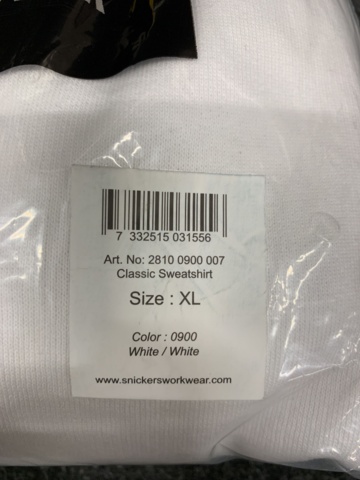 7 332515 031556
Art. No: 2810 0900 007
Classic Sweatshirt
Size : XL
Color : 0900
White / White
www.snickersworkwear.com